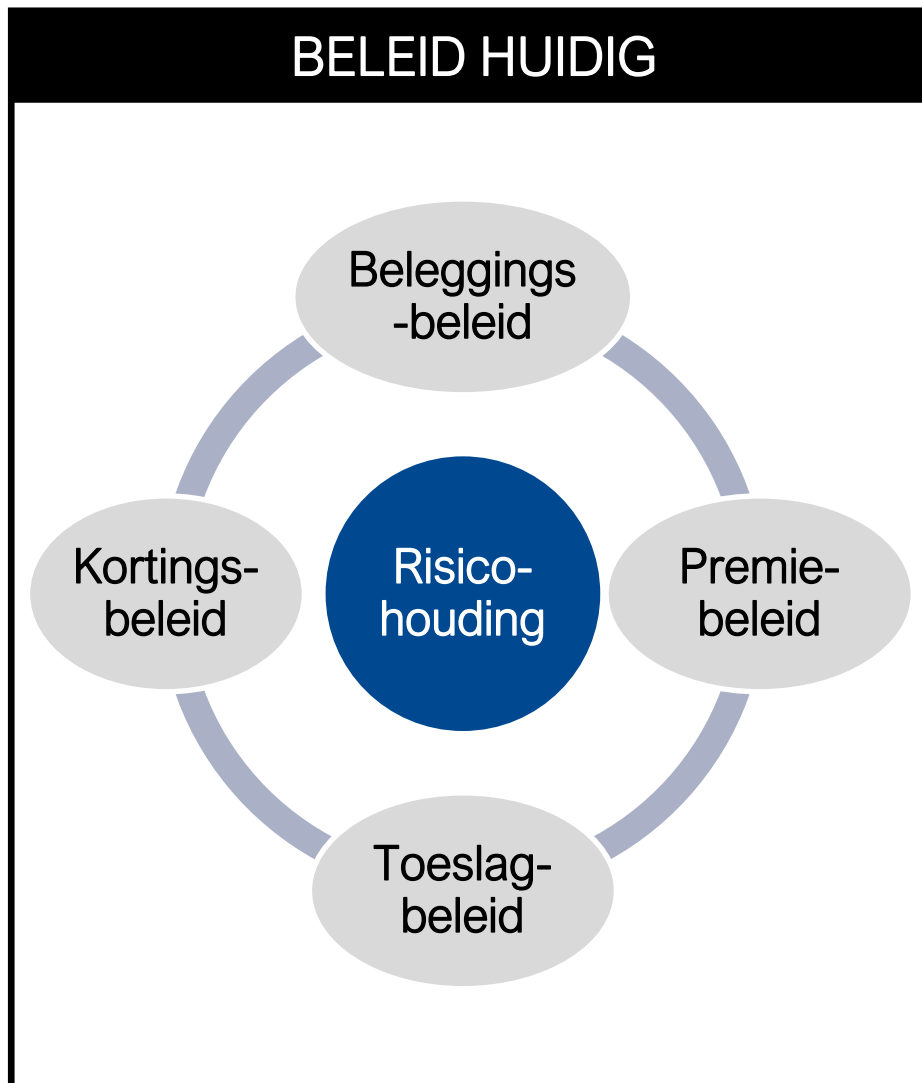 BELEID HUIDIG
Beleggings
-beleid
Kortings-
beleid
Risico-
houding
Premie-
beleid
Toeslag-
beleid